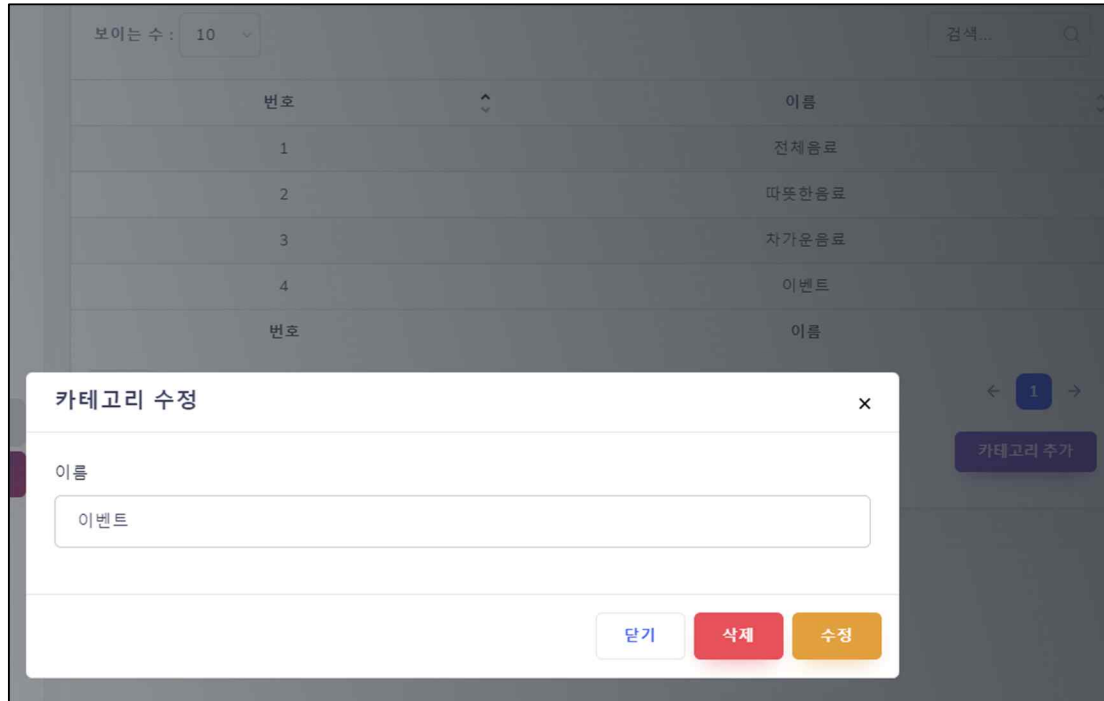 보이는 수 : 10 검색...
번호 이름
1 전체음료
2 따뜻한음료
3 차가운음료
4 이벤트
번호 이름
← 1 →
카테고리 추가
카테고리 수정 ×
이름
이벤트
닫기 삭제 수정